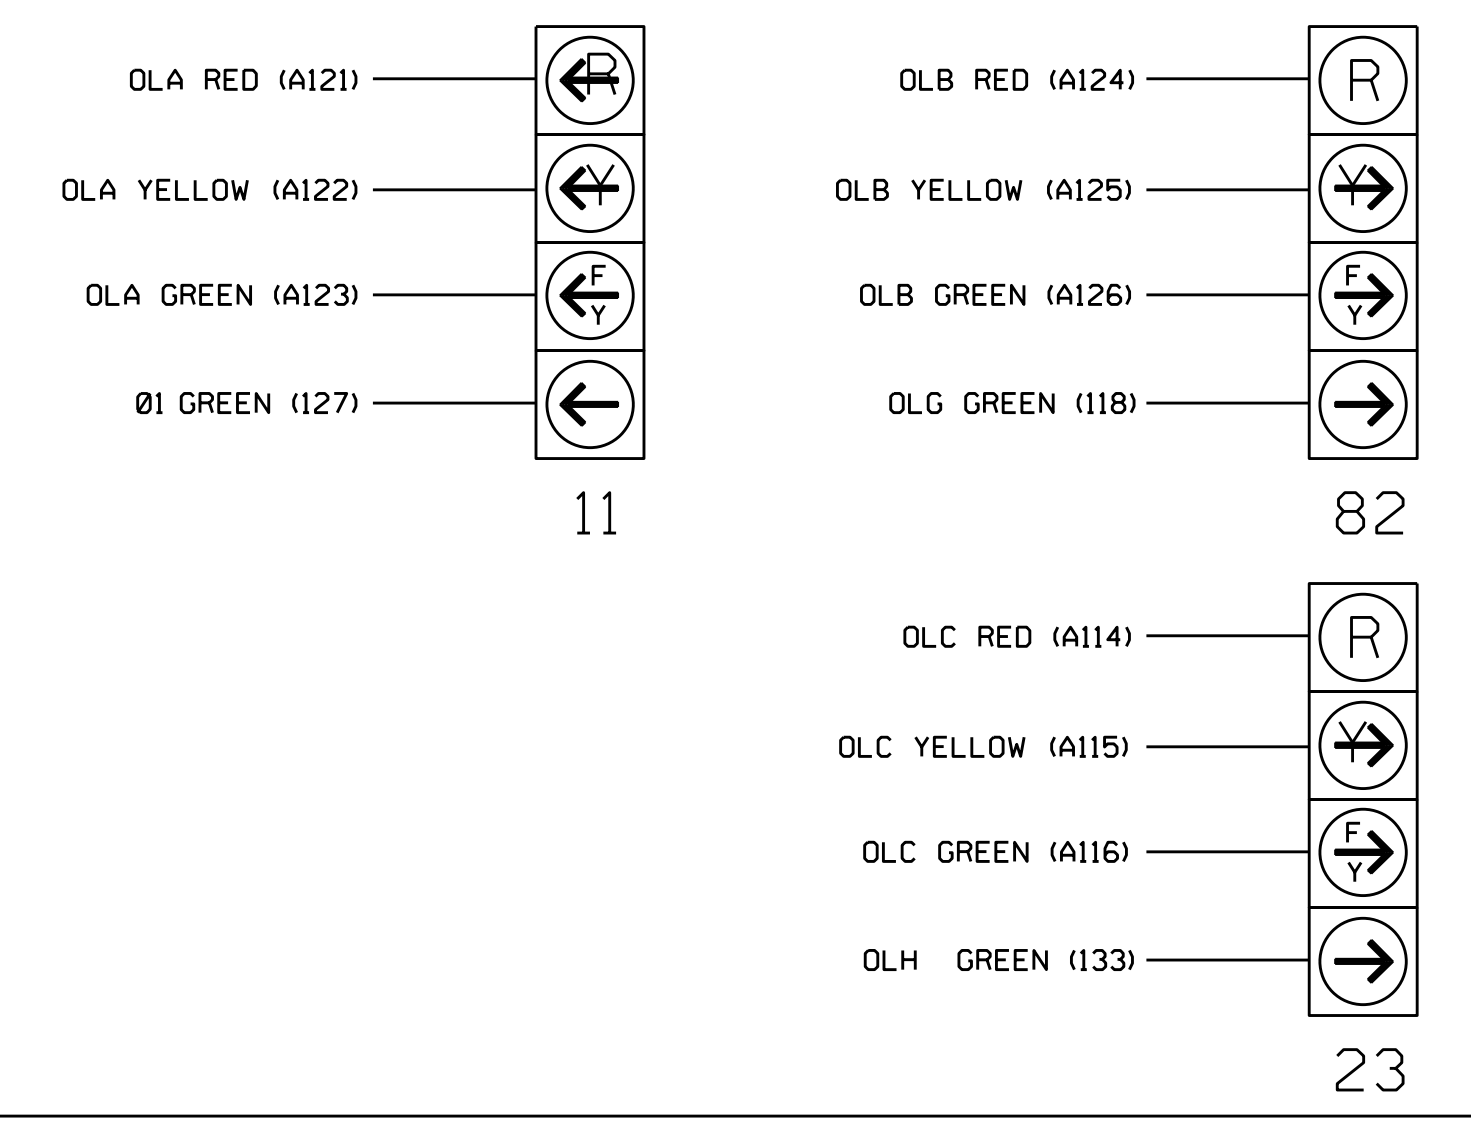 OLA RED (A121)
R
OLA YELLOW (A122)
Y
OLA GREEN (A123)
F
Y
Ø1 GREEN (127)
11
OLB RED (A124)
R
OLB YELLOW (A125)
Y
OLB GREEN (A126)
F
Y
OLG GREEN (118)
82
OLC RED (A114)
R
OLC YELLOW (A115)
Y
OLC GREEN (A116)
F
Y
OLH GREEN (133)
23